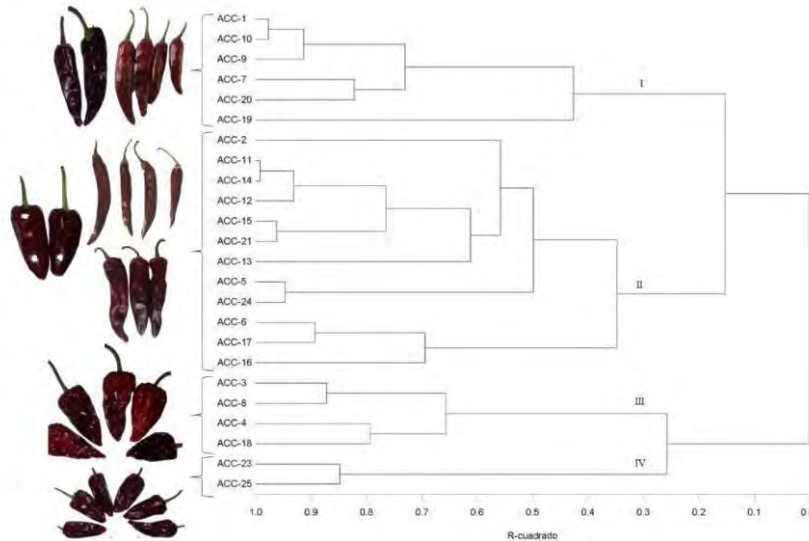 ACC-1
ACC-10
ACC-9
ACC-7
I
ACC-20
ACC-19
ACC-2
ACC-11
ACC-14
ACC-12
ACC-15
ACC-21
ACC-13
ACC-5
II
ACC-24
ACC-6
ACC-17
ACC-16
ACC-3
ACC-8
III
ACC-4
ACC-18
ACC-23
IV
ACC-25
1.0 0.9 0.8 0.7 0.6 0.5 0.4 0.3 0.2 0.1
R-cuadrado